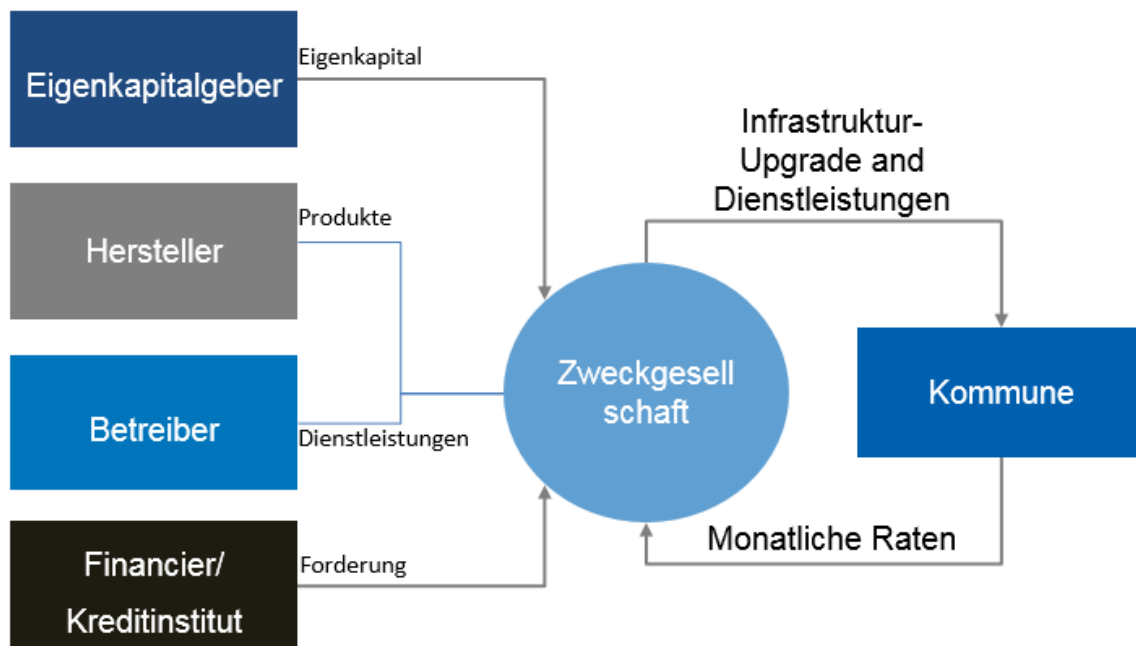 Eigenkapitalgeber
Eigenkapital
Hersteller
Produkte
Betreiber
Dienstleistungen
Financier/
Kreditinstitut
Forderung
Zweckgesell
schaft
Infrastruktur-
Upgrade and
Dienstleistungen
Kommune
Monatliche Raten